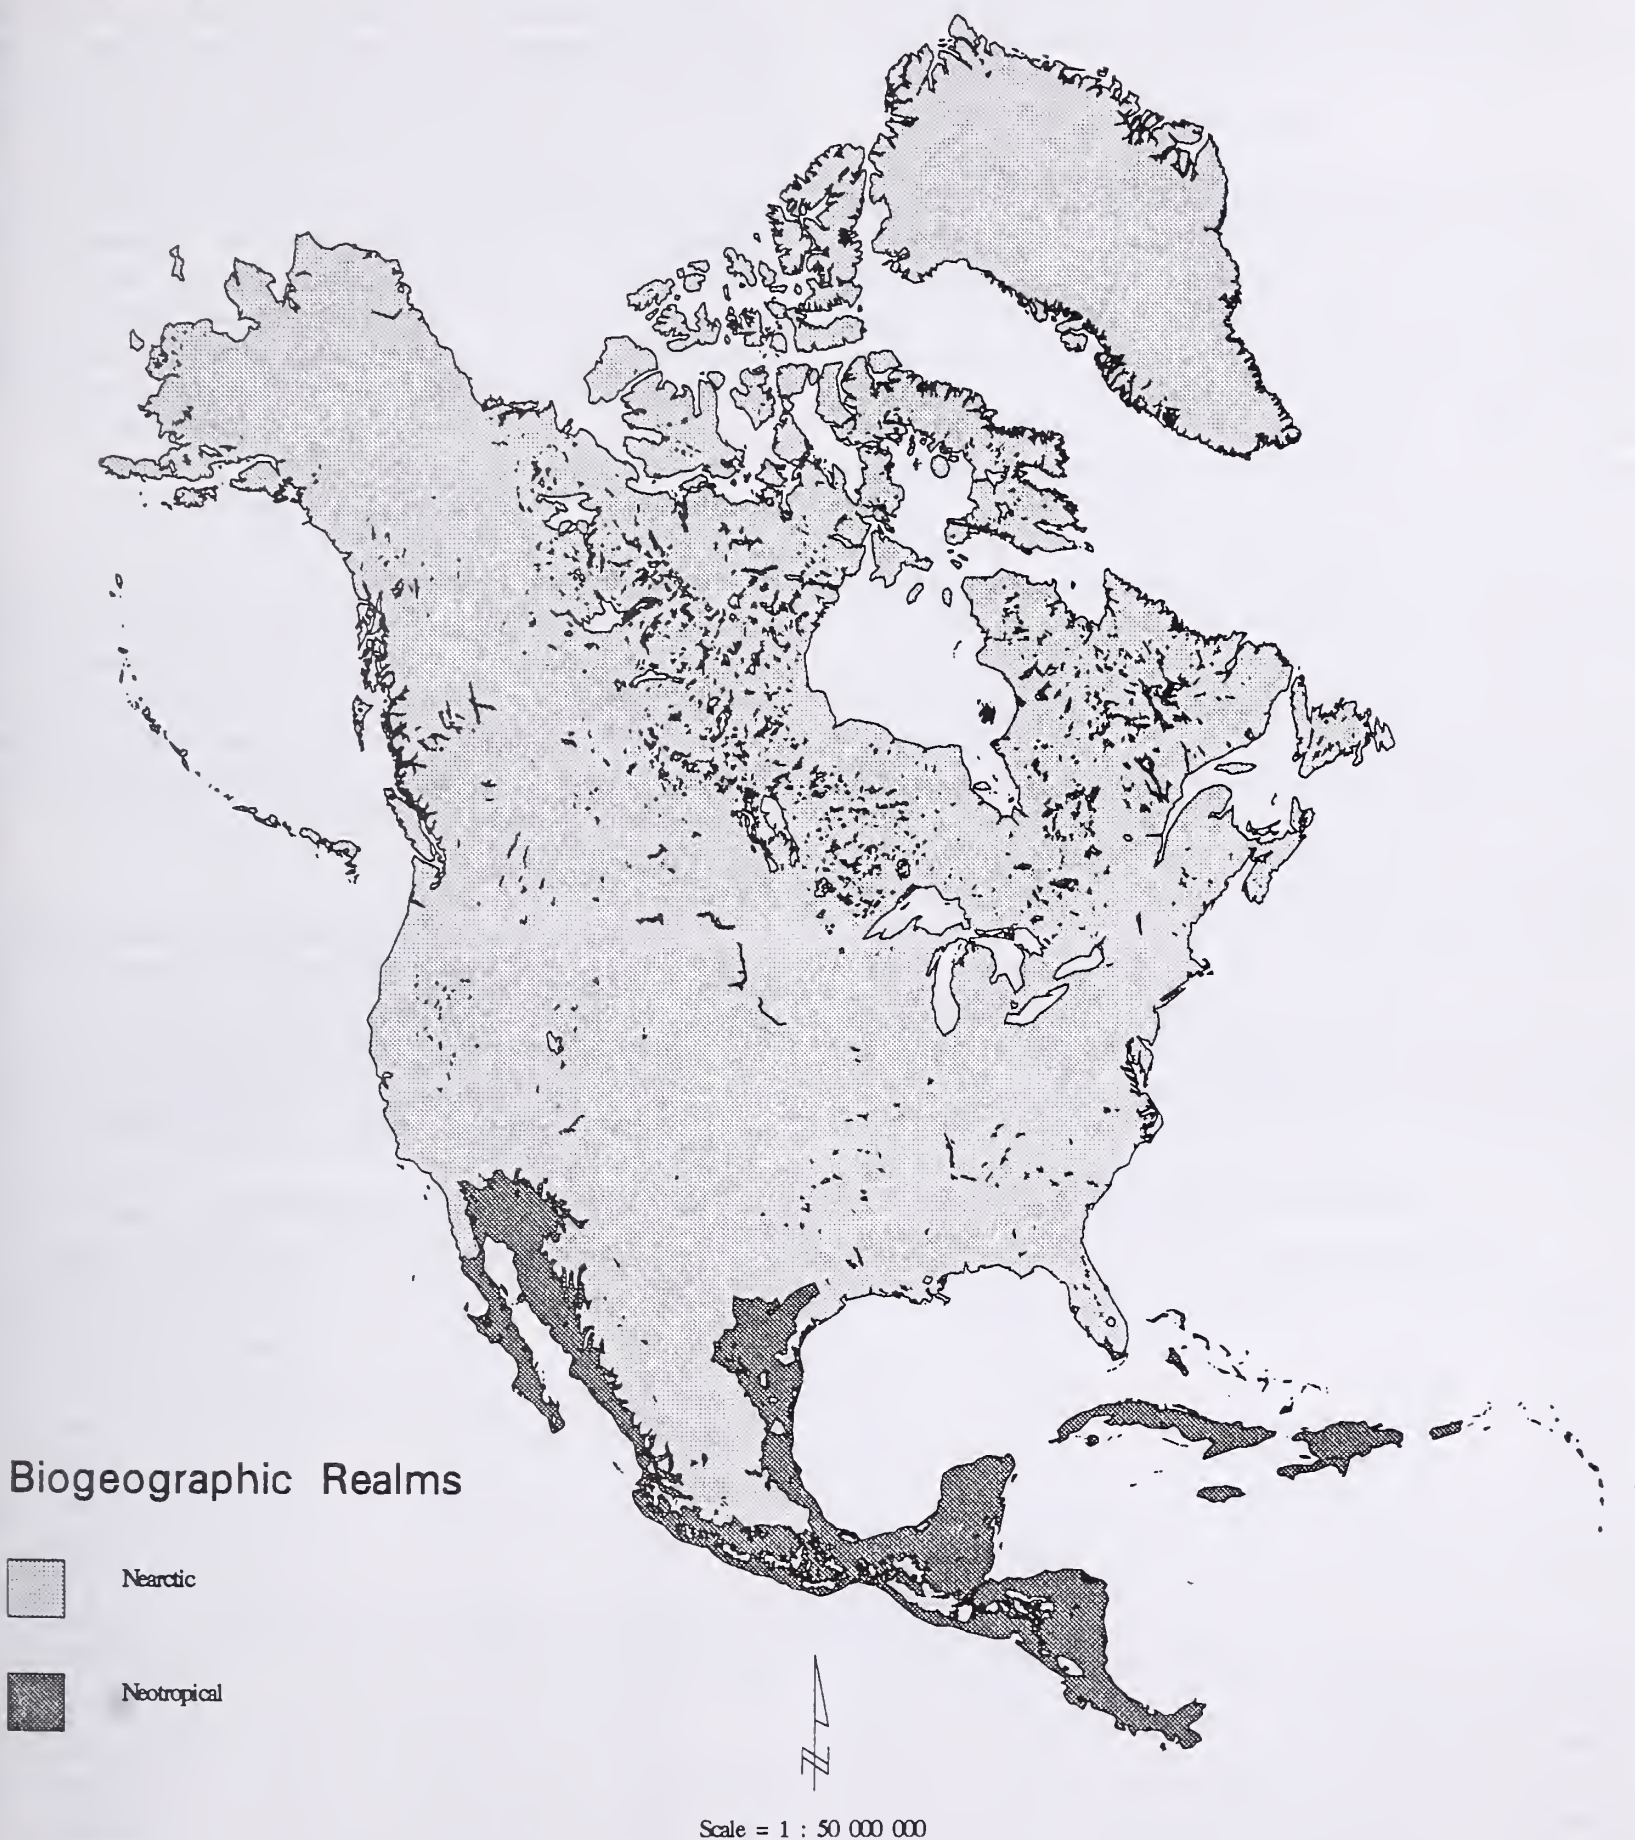 Biogeographic Realms
Nearctic
Neotropical
N
Scale = 1 : 50 000 000